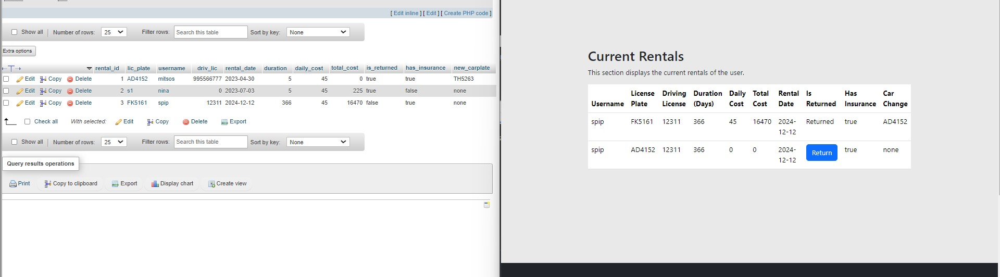 [ Edit inline ] [ Edit ] [ Create PHP code ]
Show all Number of rows: 25 Filter rows: Search this table Sort by key: None
Extra options
rental_id lic_plate username driv_lic rental_date duration daily_cost total_cost is_returned has_insurance new_carplate
Edit Copy Delete 1 AD4152 mitsos 995566777 2023-04-30 5 45 0 true true TH5263
Edit Copy Delete 2 s1 nina 0 2023-07-03 5 45 225 true false none
Edit Copy Delete 3 FK5161 spip 12311 2024-12-12 366 45 16470 false true none
Check all With selected: Edit Copy Delete Export
Show all Number of rows: 25 Filter rows: Search this table Sort by key: None
Query results operations
Print Copy to clipboard Export Display chart Create view
Current Rentals
This section displays the current rentals of the user.
License Driving Duration Daily Total Rental Is Has Car
Username Plate License (Days) Cost Cost Date Returned Insurance Change
spip FK5161 12311 366 45 16470 2024- Returned true AD4152
12-12
spip AD4152 12311 366 0 0 2024- Return true none
12-12